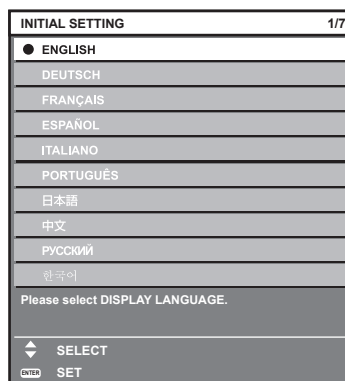 INITIAL SETTING 1/7
ENGLISH
DEUTSCH
FRANÇAIS
ESPAÑOL
ITALIANO
PORTUGUÊS
日本語
中文
РУССКИЙ
한국어
Please select DISPLAY LANGUAGE.
SELECT
ENTER SET